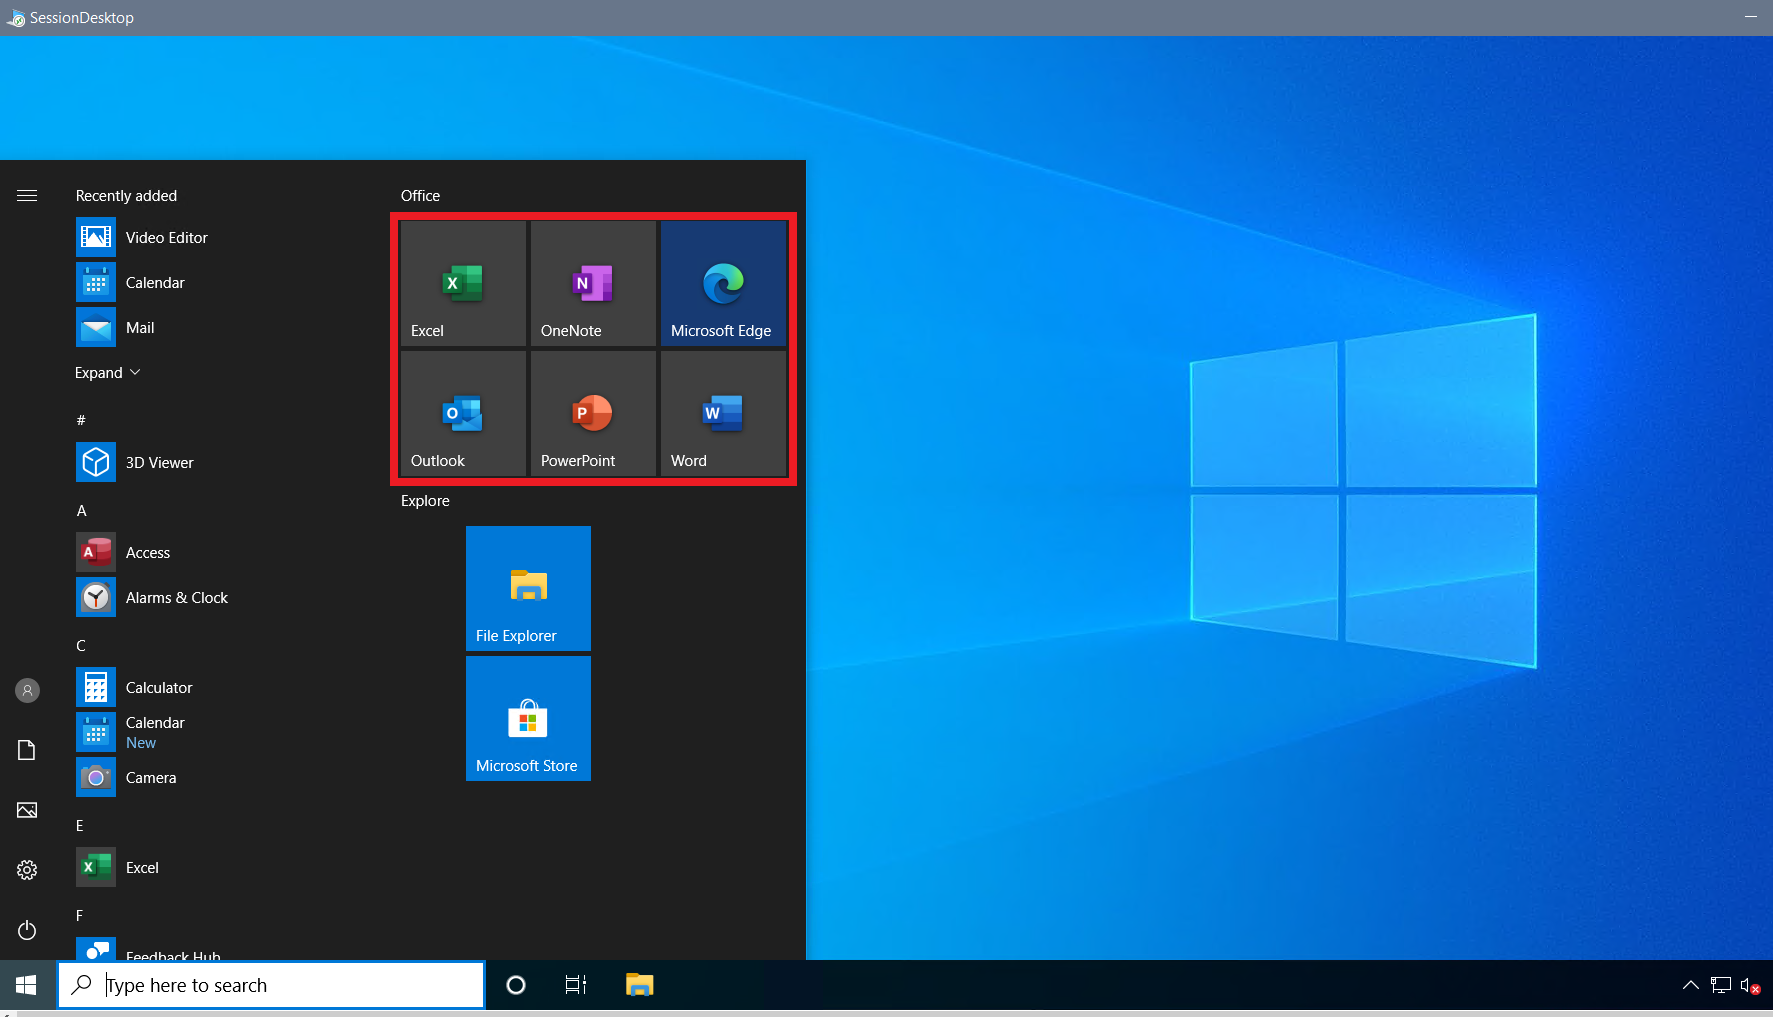 SessionDesktop
Recently added
Video Editor
Calendar
Mail
Expand
#
3D Viewer
A
Access
Alarms & Clock
C
Calculator
Calendar
New
Camera
E
Excel
F
Feedback Hub
Office
Excel
OneNote
Microsoft Edge
Outlook
PowerPoint
Word
Explore
File Explorer
Microsoft Store
Type here to search